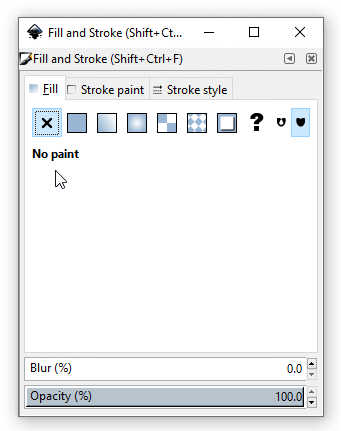 Fill and Stroke (Shift+Ct...
Fill and Stroke (Shift+Ctrl+F)
Fill Stroke paint Stroke style
?
No paint
Blur (%) 0.0
Opacity (%) 100.0